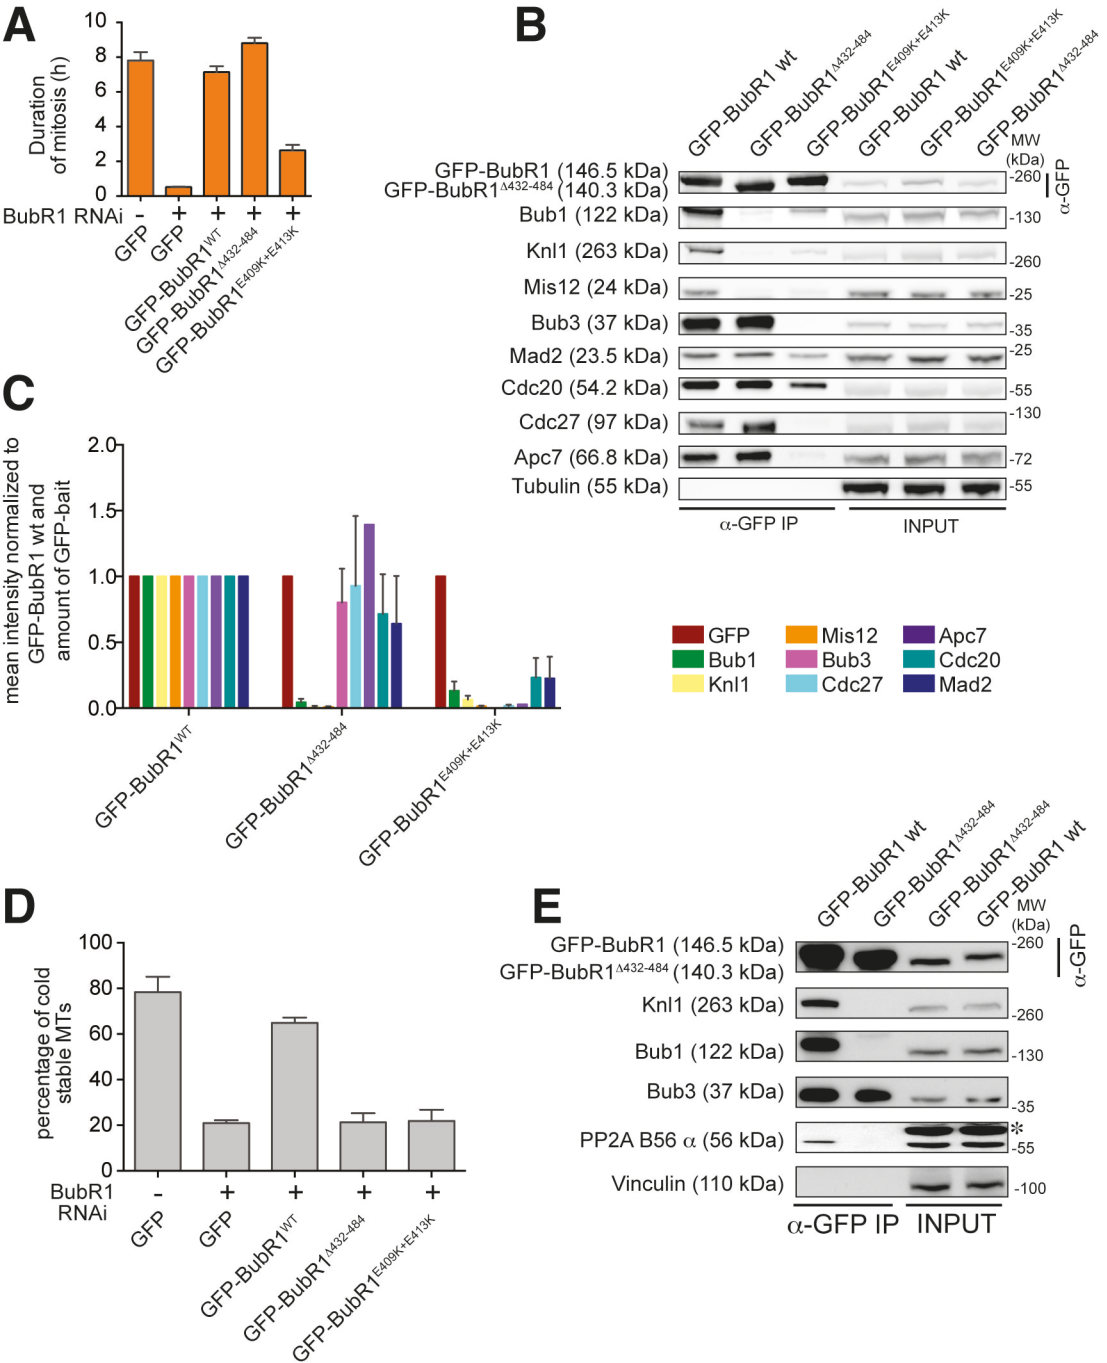 A
Duration
of mitosis (h)
10
8
6
4
2
0
BubR1 RNAi - + + + +
GFP
GFP
GFP-BubR1WT
GFP-BubR1Δ432-484
GFP-BubR1E409K+E413K
B
GFP-BubR1 wt
GFP-BubR1Δ432-484
GFP-BubR1E409K+E413K
GFP-BubR1 wt
GFP-BubR1E409K+E413K
GFP-BubR1Δ432-484
MW
(kDa)
GFP-BubR1 (146.5 kDa)
-260
GFP-BubR1Δ432-484 (140.3 kDa)
α-GFP
Bub1 (122 kDa)
-130
Knl1 (263 kDa)
-260
Mis12 (24 kDa)
-25
Bub3 (37 kDa)
-35
Mad2 (23.5 kDa)
-25
Cdc20 (54.2 kDa)
-55
Cdc27 (97 kDa)
-130
Apc7 (66.8 kDa)
-72
Tubulin (55 kDa)
-55
α-GFP IP
INPUT
C
mean intensity normalized to
GFP-BubR1 wt and
amount of GFP-bait
2.0
1.5
1.0
0.5
0.0
GFP-BubR1WT
GFP-BubR1Δ432-484
GFP-BubR1E409K+E413K
GFP Mis12 Apc7
Bub1 Bub3 Cdc20
Knl1 Cdc27 Mad2
D
percentage of cold
stable MTs
100
80
60
40
20
0
BubR1
RNAi
- + + + +
GFP
GFP
GFP-BubR1WT
GFP-BubR1Δ432-484
GFP-BubR1E409K+E413K
E
GFP-BubR1 wt
GFP-BubR1Δ432-484
GFP-BubR1Δ432-484
GFP-BubR1 wt
MW
(kDa)
GFP-BubR1 (146.5 kDa)
-260
GFP-BubR1Δ432-484 (140.3 kDa)
α-GFP
Knl1 (263 kDa)
-260
Bub1 (122 kDa)
-130
Bub3 (37 kDa)
-35
PP2A B56 α (56 kDa)
*
-55
Vinculin (110 kDa)
-100
α-GFP IP
INPUT